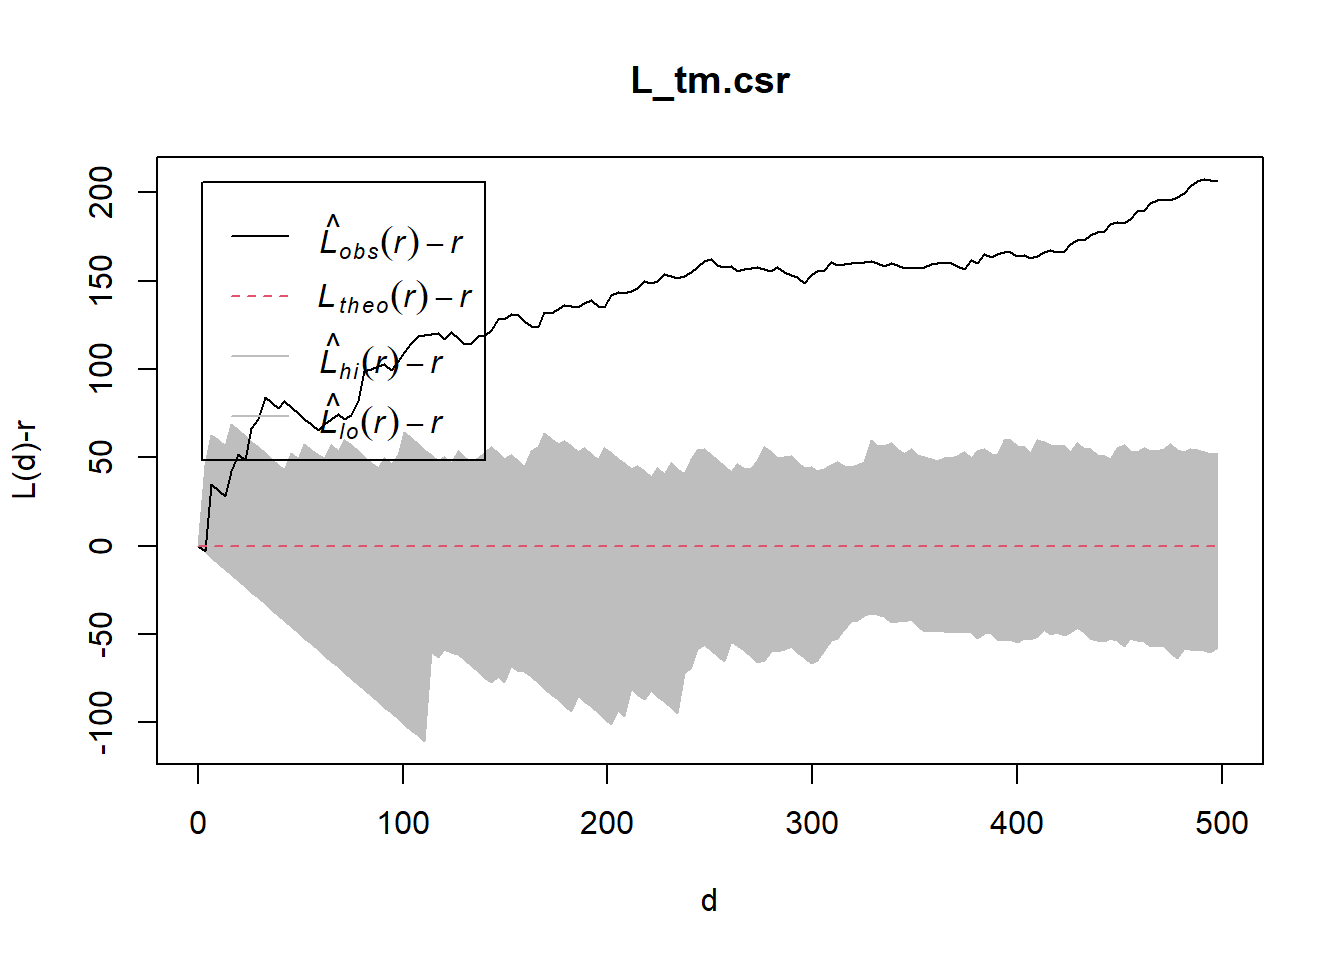 L_tm.csr
L̂obs(r) − r
Ltheo(r) − r
L̂hi(r) − r
L̂lo(r) − r
L(d)-r
200
150
100
50
0
-50
-100
0 100 200 300 400 500
d